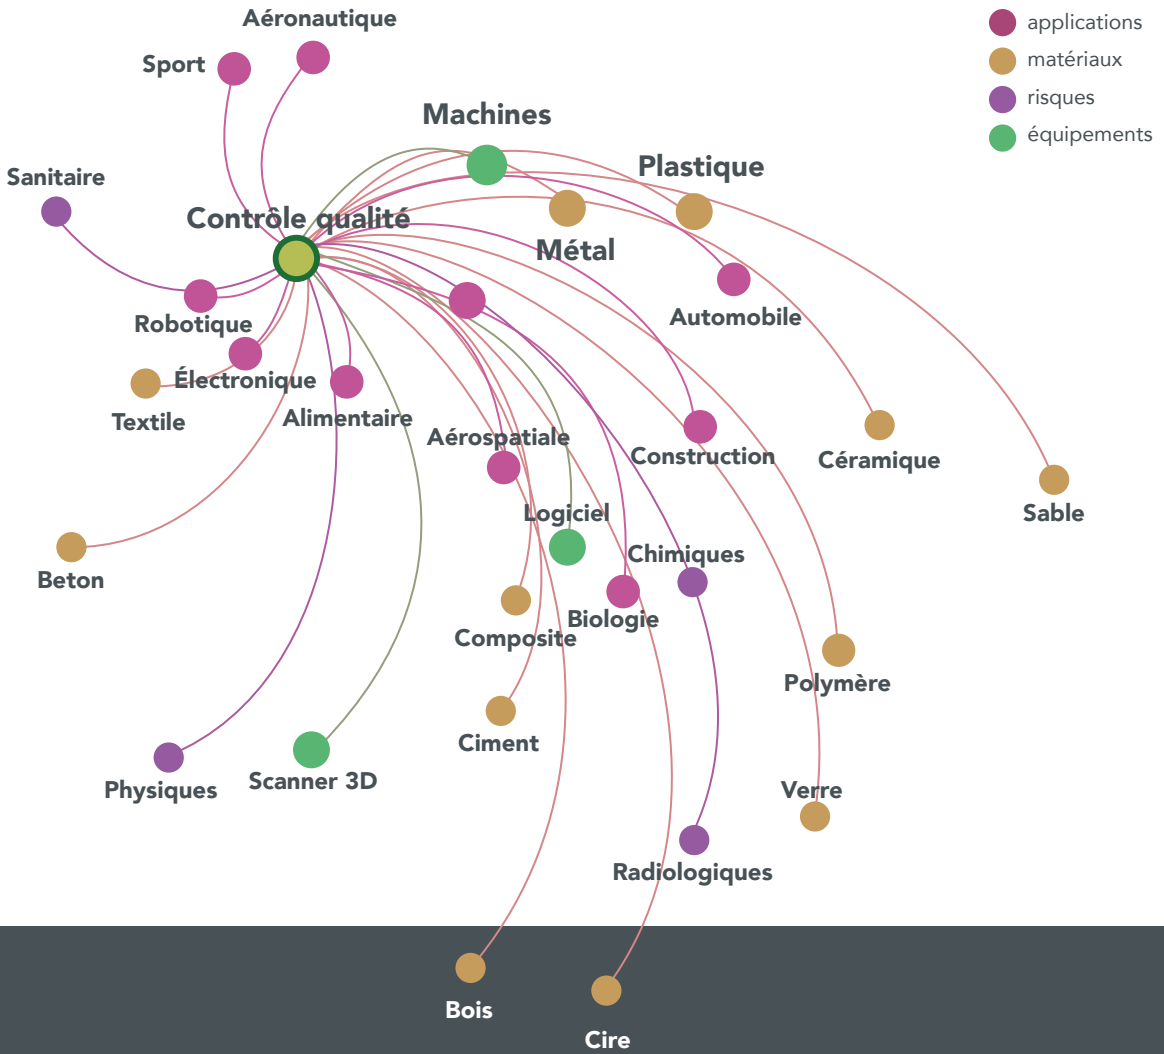 Aéronautique
applications
Sport
matériaux
risques
Machines
équipements
Plastique
Sanitaire
Contrôle qualité
Métal
Automobile
Robotique
Électronique
Textile
Alimentaire
Aérospatiale
Construction
Céramique
Logiciel
Sable
Chimiques
Beton
Biologie
Composite
Polymère
Ciment
Scanner 3D
Physiques
Verre
Radiologiques
Bois
Cire